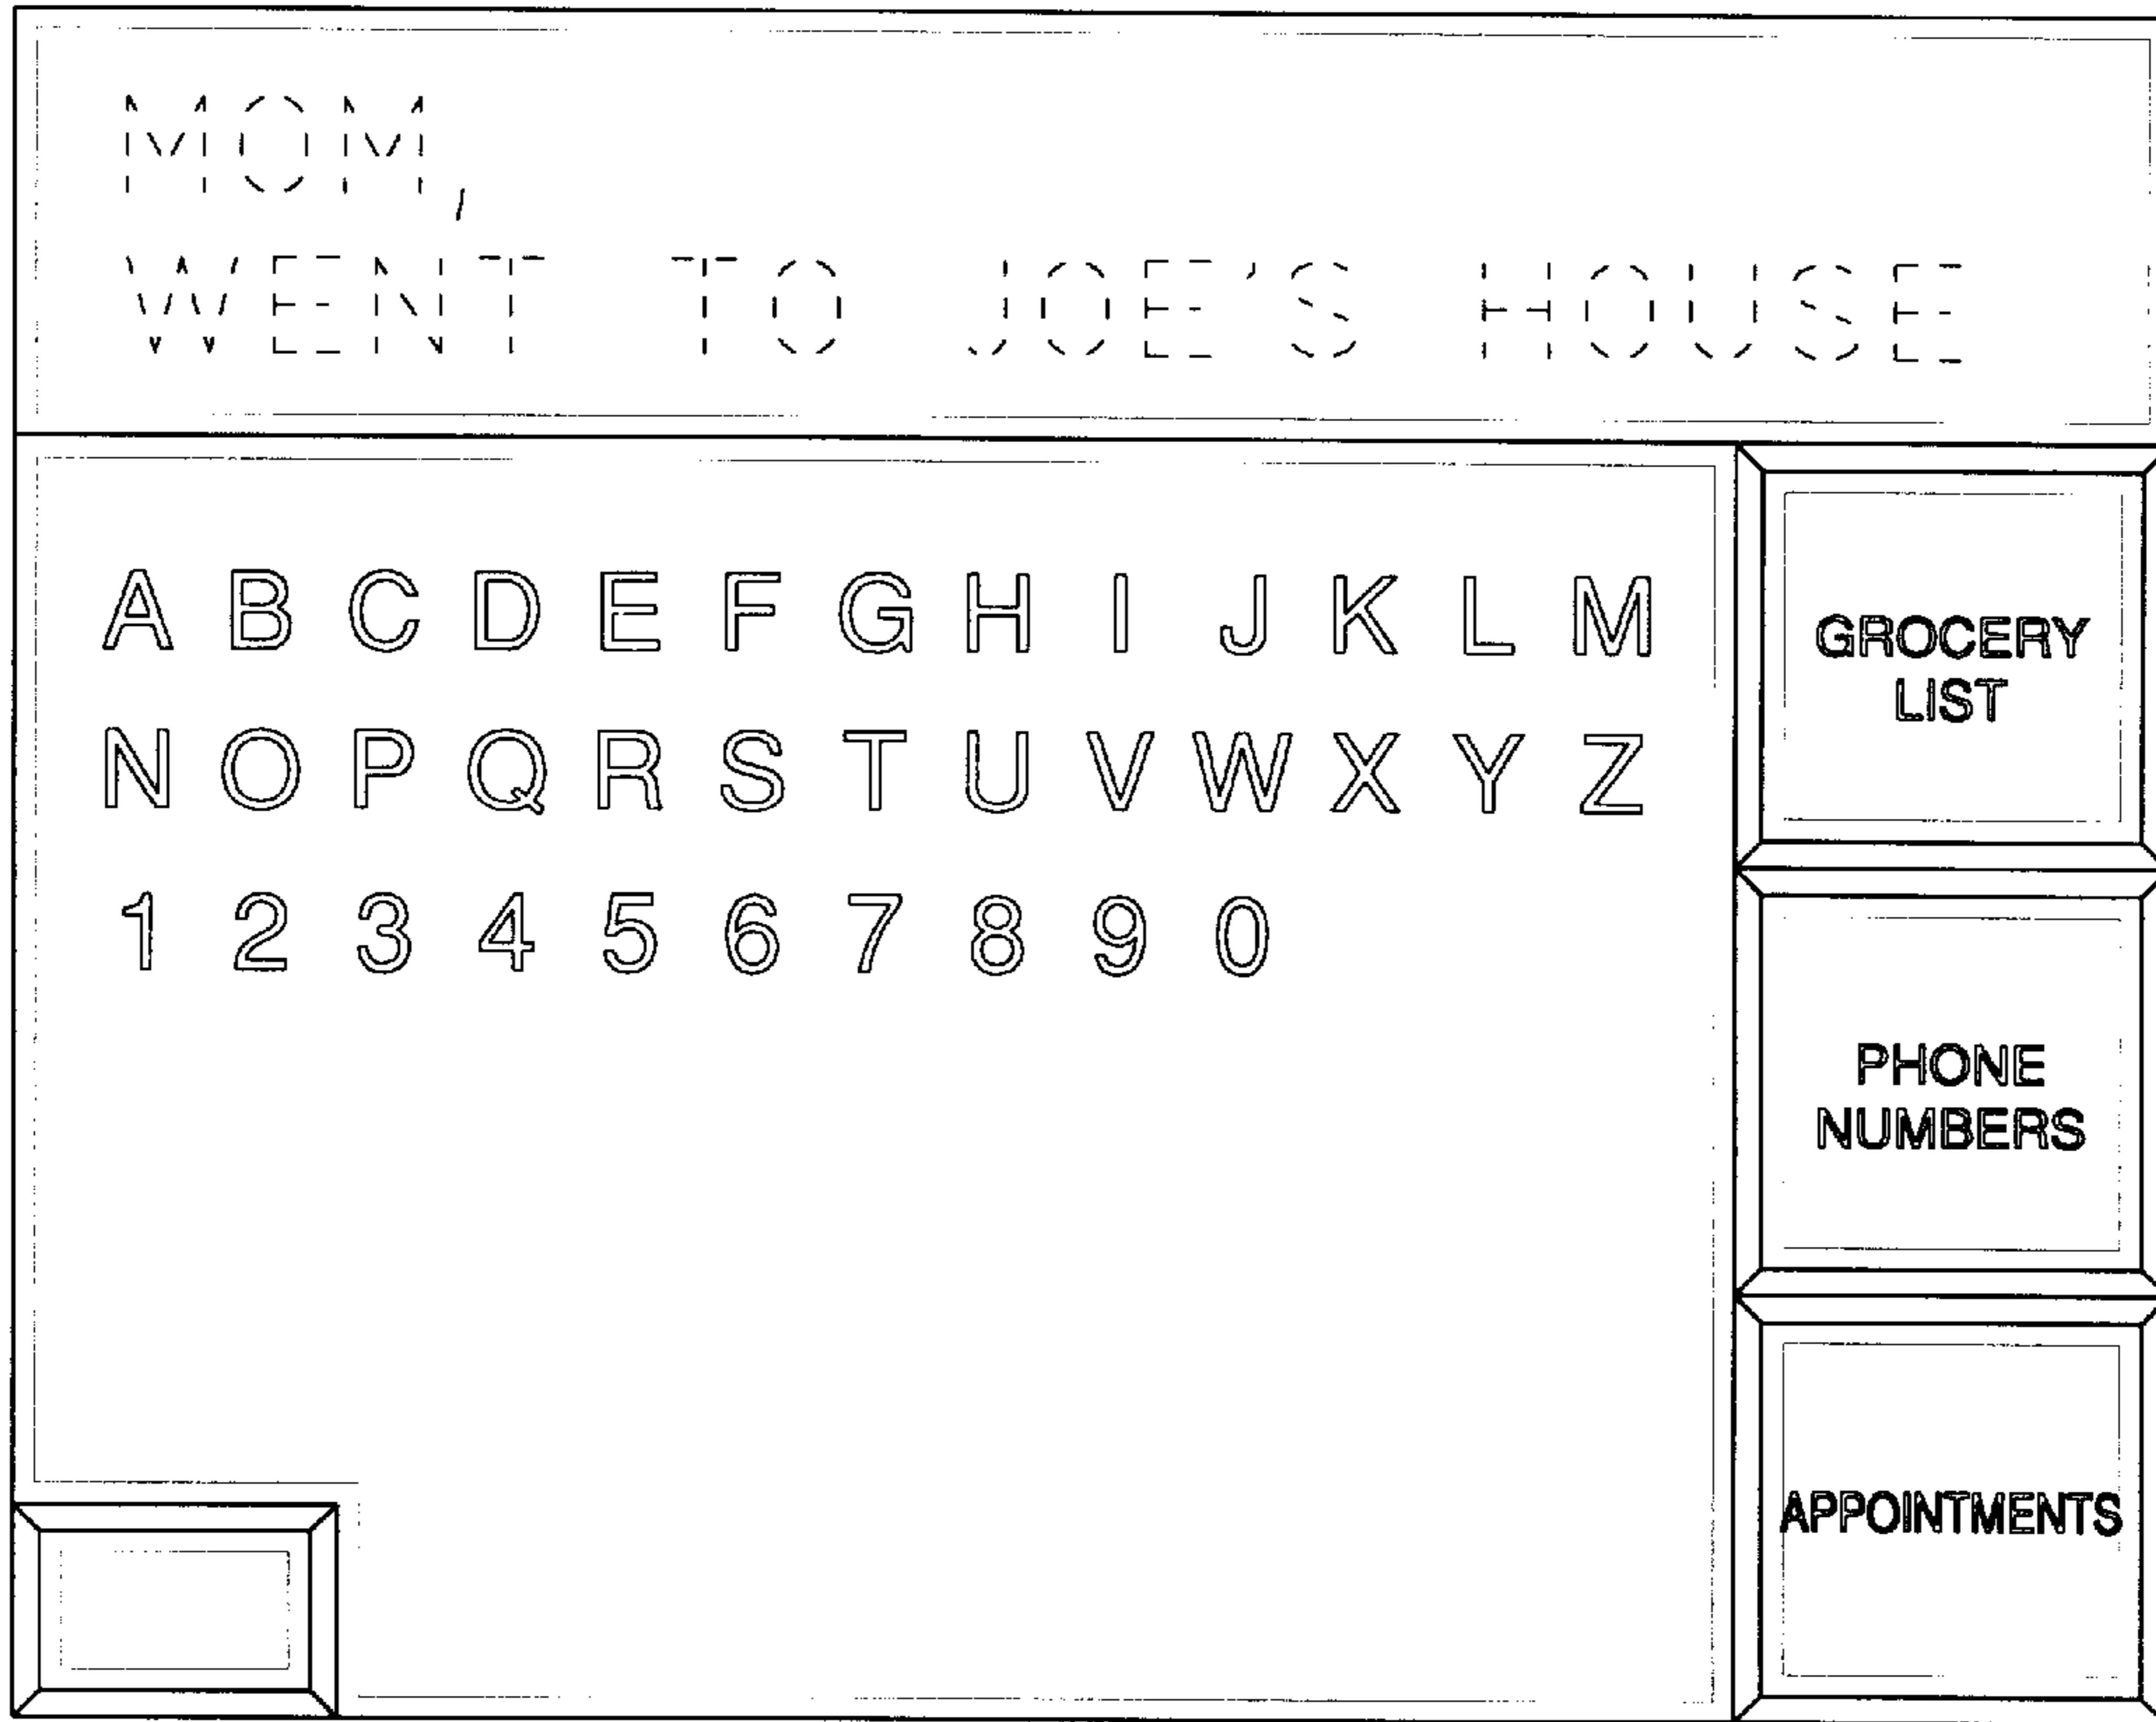 MOM,
WENT TO JOE'S HOUSE
A B C D E F G H I J K L M
N O P Q R S T U V W X Y Z
1 2 3 4 5 6 7 8 9 0
GROCERY
LIST
PHONE
NUMBERS
APPOINTMENTS